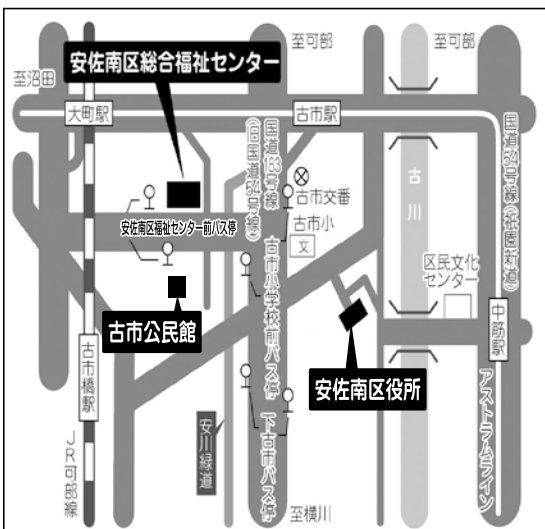 至可部
至可部
安佐南区総合福祉センター
至沼田
大町駅
古市駅
国道183号線
(旧国道54号線)
国道54号線(祇園新道)
古川
古市交番
古市小
文
安佐南区福祉センター前バス停
区民文化
センター
古市小学校前バス停
古市公民館
中筋駅
安佐南区役所
古市橋駅
下古市バス停
アストラムライン
安川緑道
JR可部線
至横川